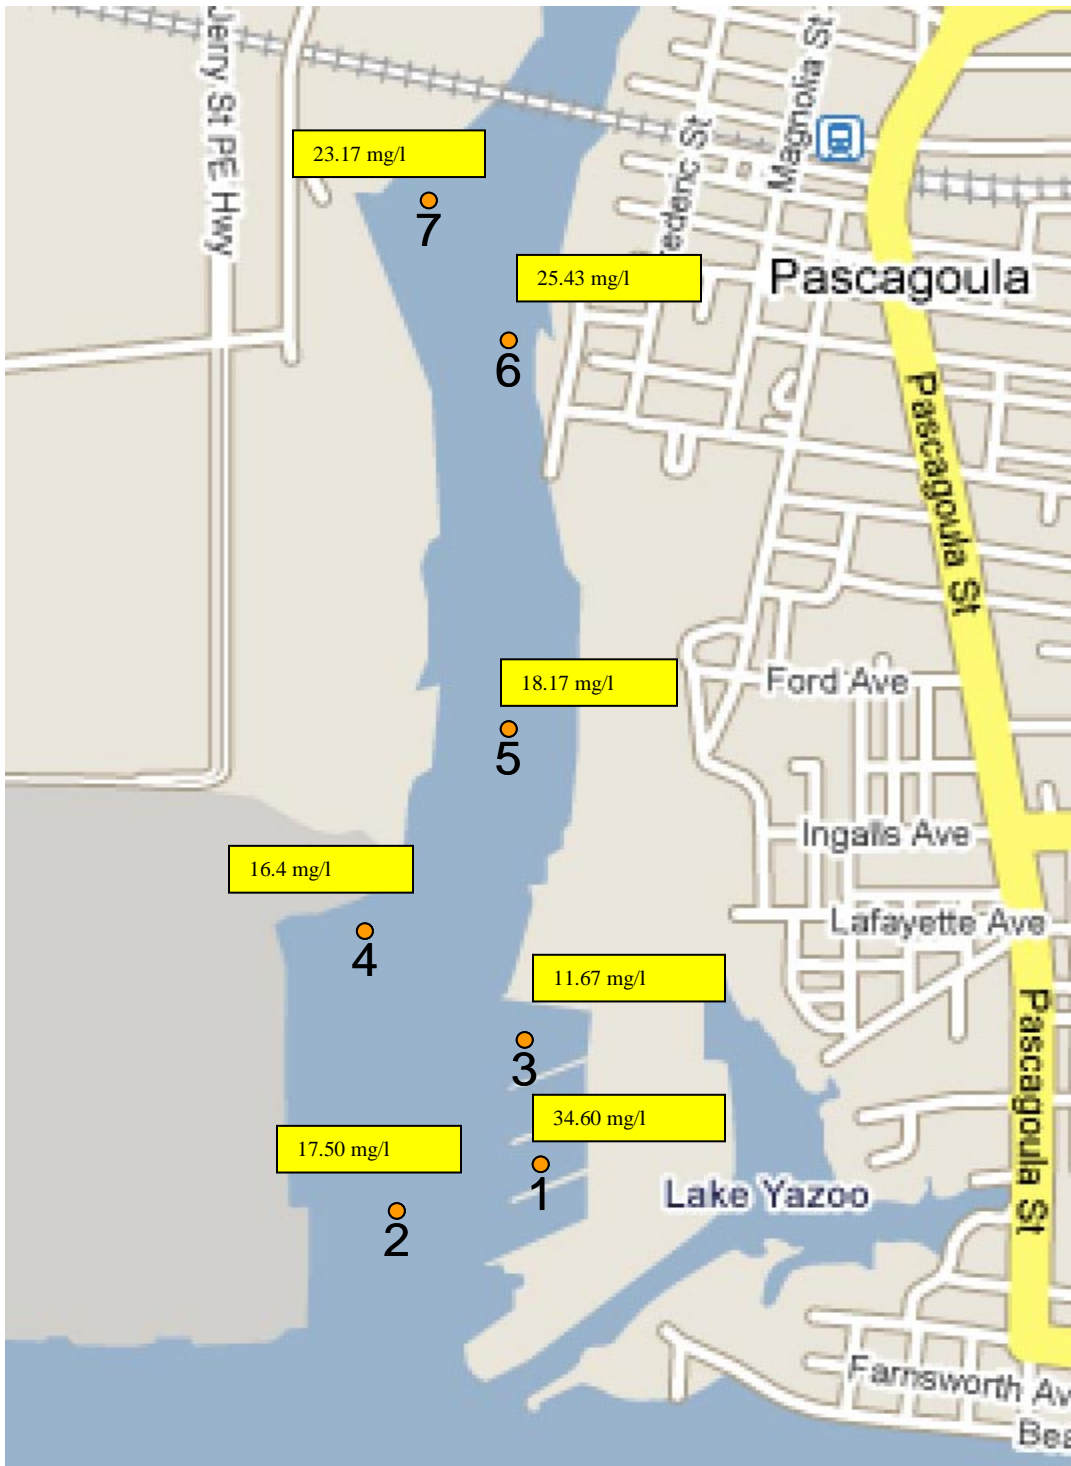 Jerry St PE Hwy
Magnolia St
23.17 mg/l
7
25.43 mg/l
Pascagoula
6
Pascagoula St
18.17 mg/l
Ford Ave
5
Ingalls Ave
16.4 mg/l
Lafayette Ave
4
11.67 mg/l
Pascagoula St
3
34.60 mg/l
17.50 mg/l
1
Lake Yazoo
2
Farnsworth Av